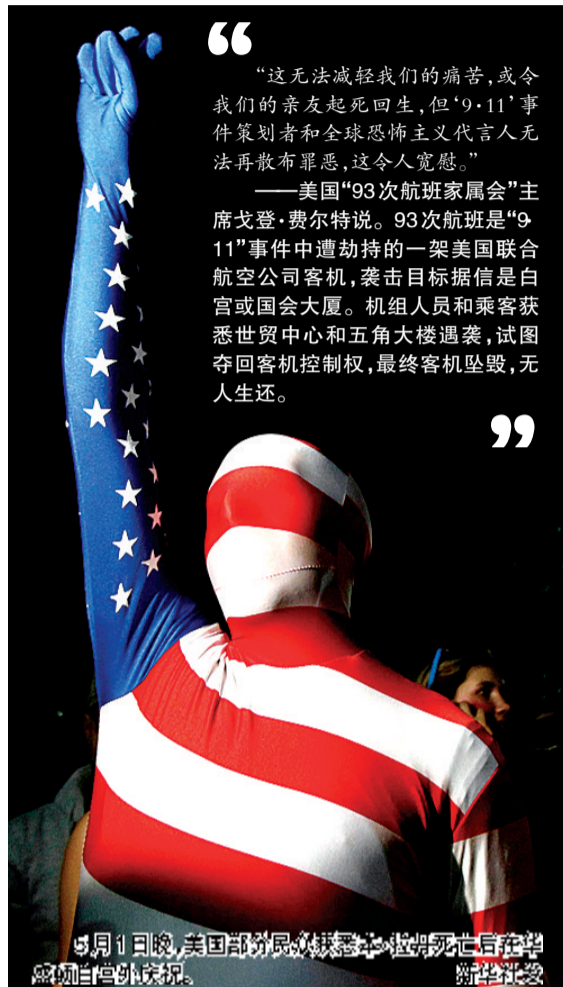 “
“这无法减轻我们的痛苦,或令
我们的亲友起死回生,但‘9·11’事
件策划者和全球恐怖主义代言人无
法再散布罪恶,这令人宽慰。”
——美国“93次航班家属会”主
席戈登·费尔特说。93次航班是“9·
11”事件中遭劫持的一架美国联合
航空公司客机,袭击目标据信是白
宫或国会大厦。机组人员和乘客获
悉世贸中心和五角大楼遇袭,试图
夺回客机控制权,最终客机坠毁,无
人生还。
”
5月1日晚,美国部分民众获悉本·拉丹死亡后在华
盛顿白宫外庆祝。 新华社发